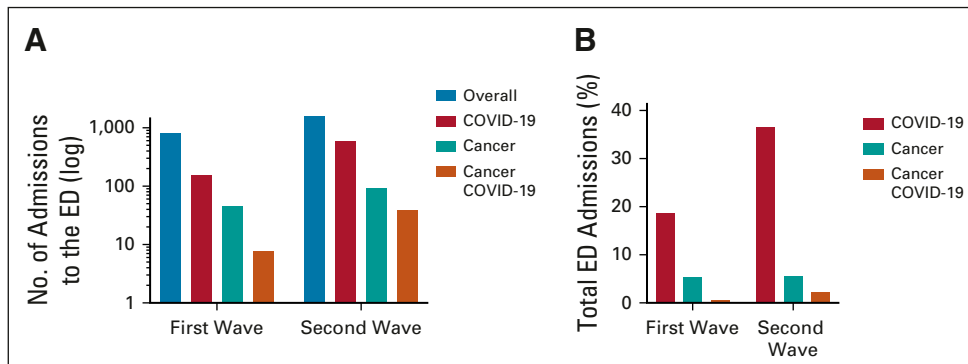 A
No. of Admissions
to the ED (log)
1,000
100
10
1
First Wave
Second Wave
Overall
COVID-19
Cancer
Cancer
COVID-19
B
Total ED Admissions (%)
40
30
20
10
0
First Wave
Second
Wave
COVID-19
Cancer
Cancer
COVID-19